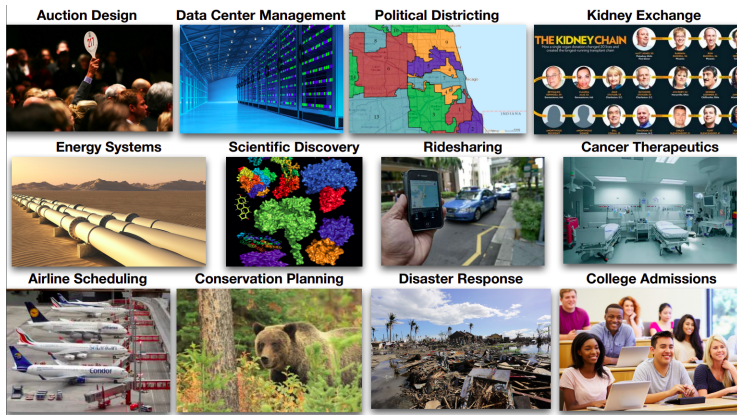 Auction Design
Data Center Management
Political Districting
Kidney Exchange
217
THE KIDNEY CHAIN
Energy Systems
Scientific Discovery
Ridesharing
Cancer Therapeutics
Airline Scheduling
Conservation Planning
Disaster Response
College Admissions
Condor